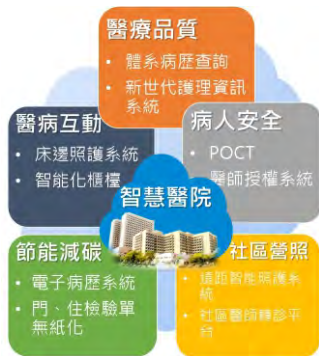 醫療品質
• 體系病歷查詢
• 新世代護理資訊
系統
醫病互動
• 床邊照護系統
• 智能化櫃檯
病人安全
• POCT
• 醫師授權系統
智慧醫院
節能減碳
• 電子病歷系統
• 門、住檢驗單
無紙化
社區營照
• 遠距智能照護系
統
• 社區醫師轉診平
台